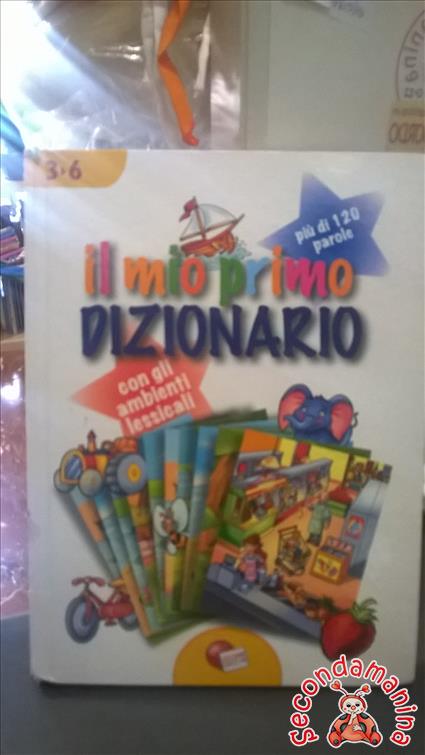 3-6
più di 120
parole
il mio primo
DIZIONARIO
con gli
ambienti
lessicali
secondamanina